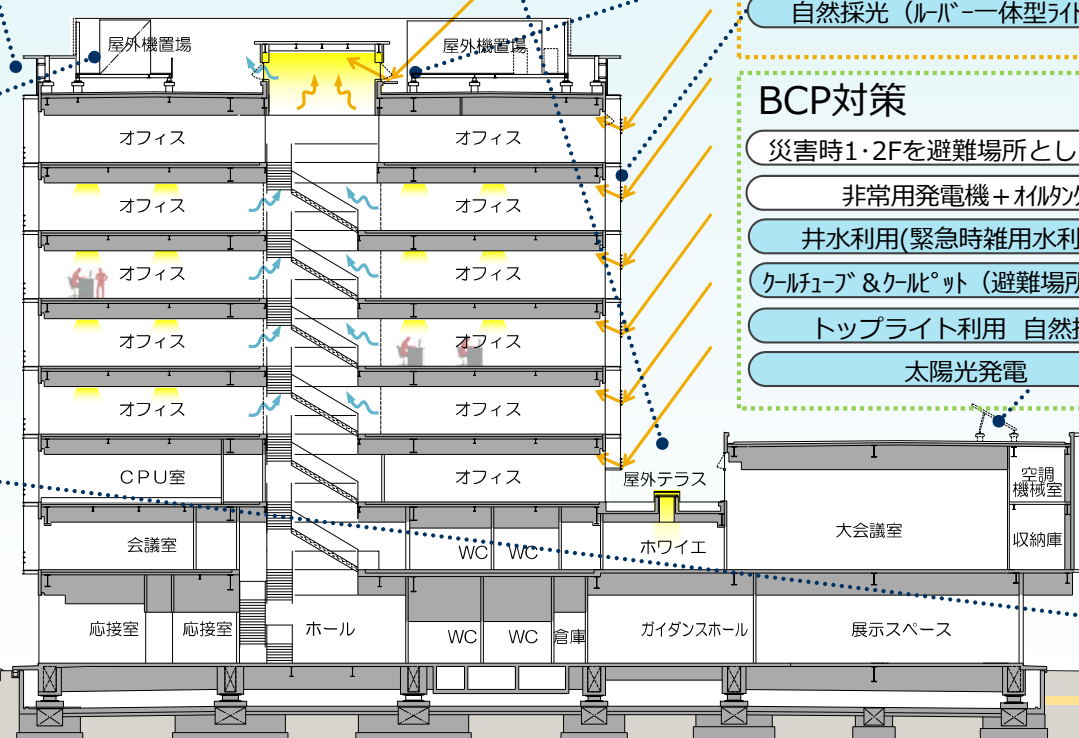 自然採光（ルーバー一体型ﾗｲﾄ
屋外機置場
屋外機置場
BCP対策
災害時1・2Fを避難場所とし
非常用発電機＋ｵｲﾙﾀﾝｸ
井水利用(緊急時雑用水利
ｸｰﾙﾁｭｰﾌﾞ＆ｸｰﾙﾋﾟｯﾄ（避難場所
トップライト利用 自然採
太陽光発電
オフィス
オフィス
オフィス
オフィス
オフィス
オフィス
オフィス
オフィス
オフィス
オフィス
ＣＰＵ室
オフィス
屋外テラス
空調
機械室
会議室
WC
WC
ホワイエ
大会議室
収納庫
応接室
応接室
ホール
WC
WC
倉庫
ガイダンスホール
展示スペース